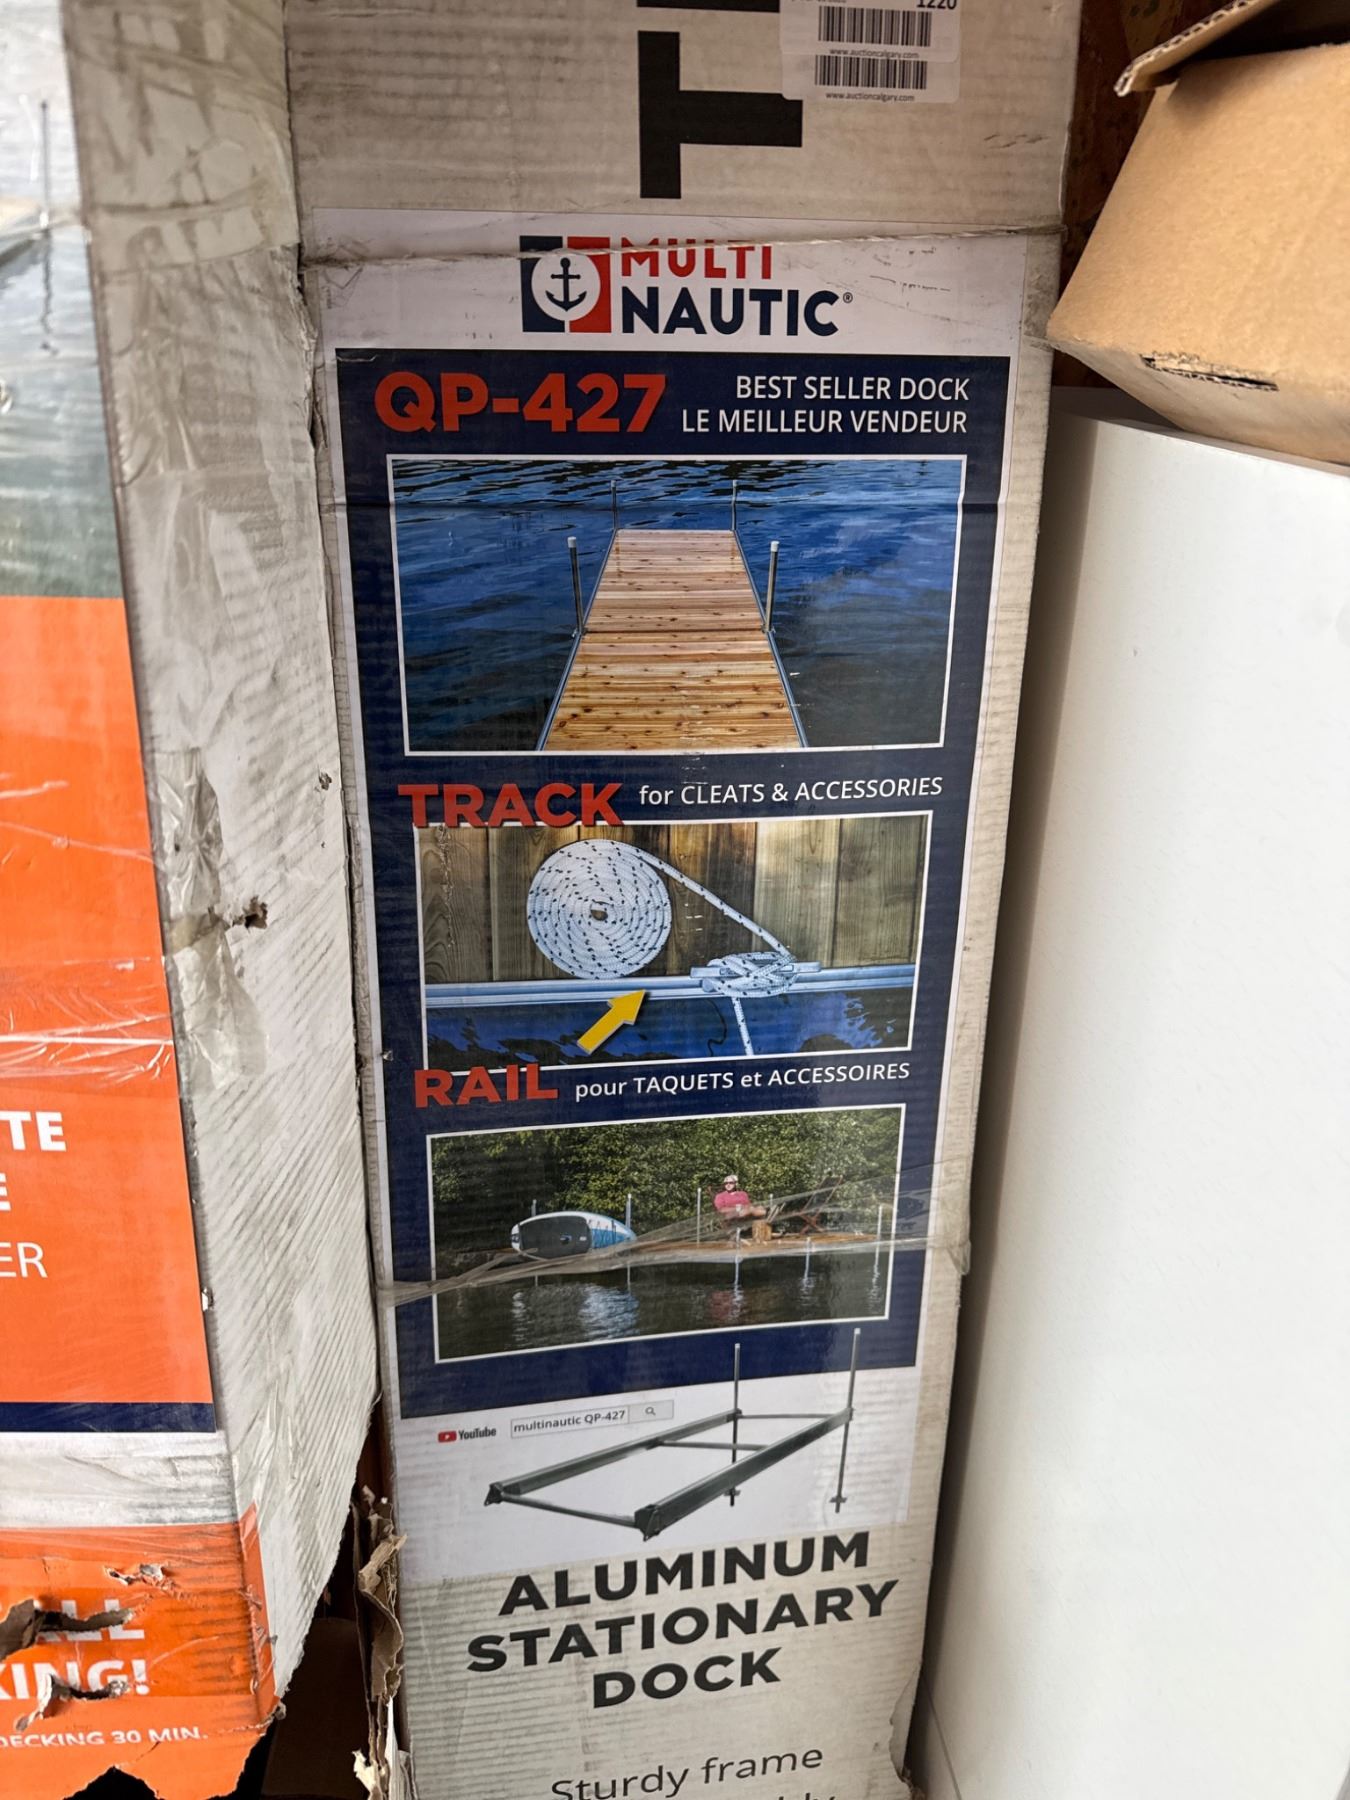 1220
www.auctioncalgary.com
www.auctioncalgary.com
T
MULTI
NAUTIC®
QP-427
BEST SELLER DOCK
LE MEILLEUR VENDEUR
TRACK for CLEATS & ACCESSORIES
RAIL pour TAQUETS et ACCESSOIRES
YouTube multinautic QP-427
ALUMINUM
STATIONARY
DOCK
Sturdy frame
TE
E
ER
KING!
DECKING 30 MIN.